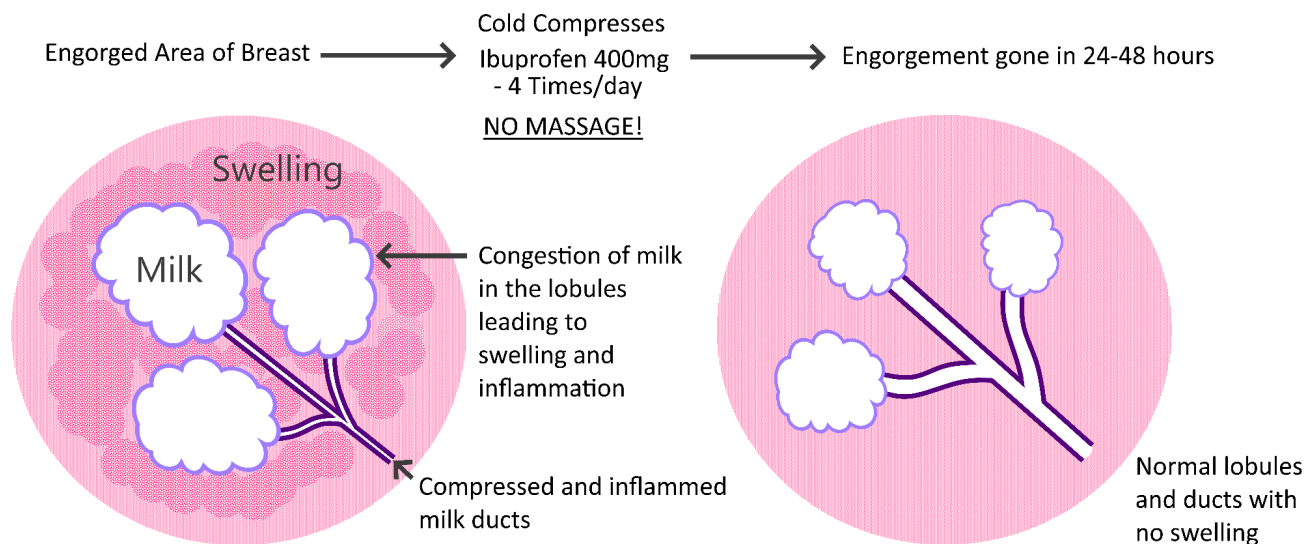 Engorged Area of Breast
Cold Compresses
Ibuprofen 400mg
- 4 Times/day
NO MASSAGE!
Engorgement gone in 24-48 hours
Swelling
Milk
Congestion of milk
in the lobules
leading to
swelling and
inflammation
Compressed and inflammed
milk ducts
Normal lobules
and ducts with
no swelling